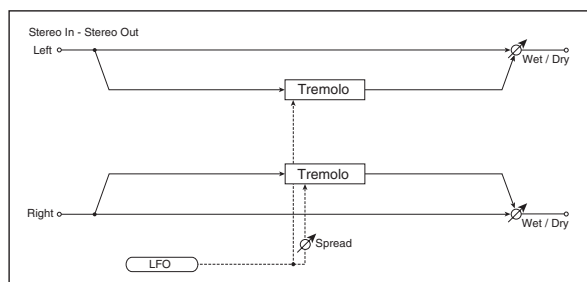 Stereo In - Stereo Out
Left
Wet / Dry
Tremolo
Tremolo
Right
Wet / Dry
Spread
LFO